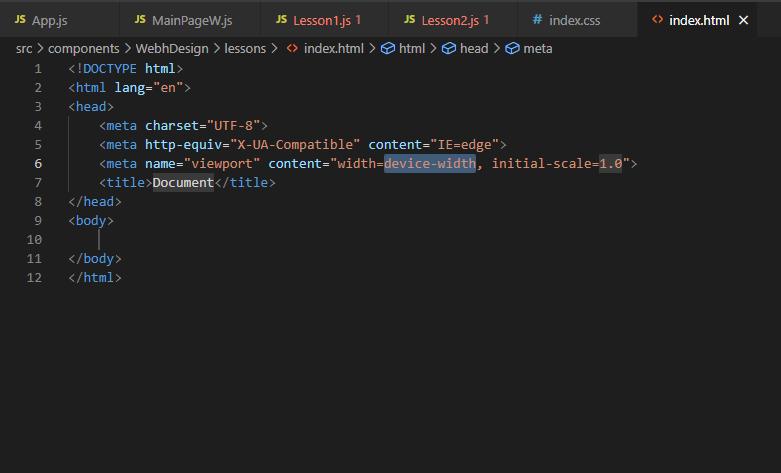 JS App.js JS MainPageW.js JS Lesson1.js 1 JS Lesson2.js 1 # index.css <> index.html ×
src > components > WebhDesign > lessons > <> index.html > html > head > meta
1 <!DOCTYPE html>
2 <html lang="en">
3 <head>
4 <meta charset="UTF-8">
5 <meta http-equiv="X-UA-Compatible" content="IE=edge">
6 <meta name="viewport" content="width=device-width, initial-scale=1.0">
7 <title>Document</title>
8 </head>
9 <body>
10
11 </body>
12 </html>